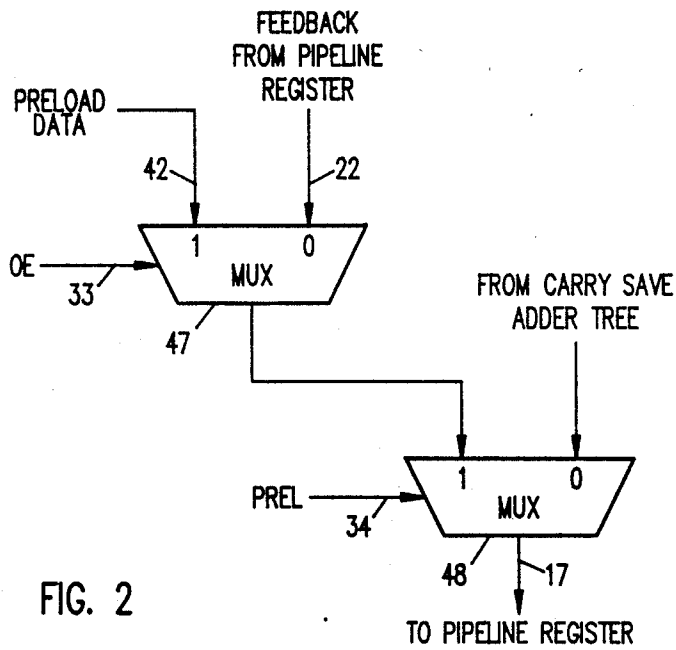 FEEDBACK
FROM PIPELINE
REGISTER
PRELOAD
DATA
42
22
1 0
OE
MUX
33
47
FROM CARRY SAVE
ADDER TREE
1 0
PREL
MUX
34
48
17
FIG. 2
TO PIPELINE REGISTER